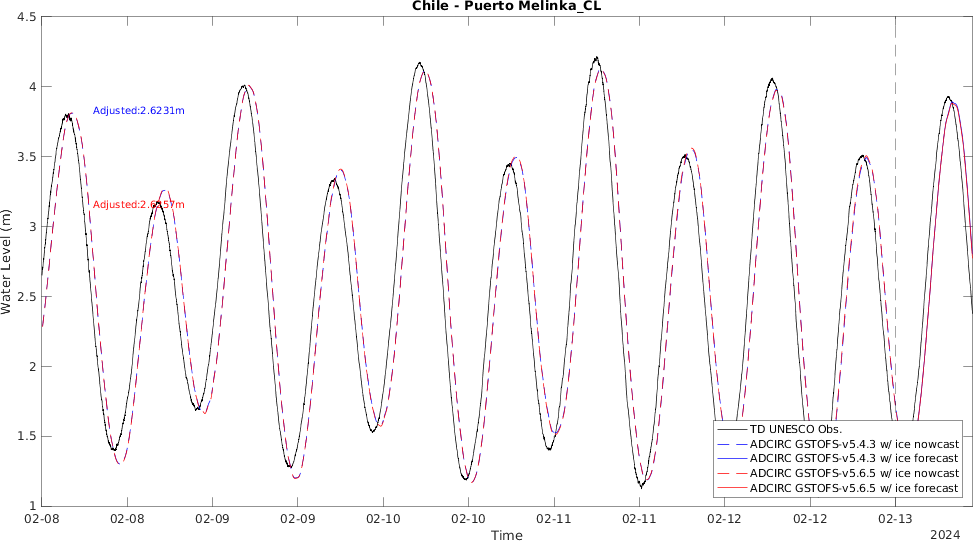 Chile - Puerto Melinka_CL
4.5
4
3.5
3
2.5
2
1.5
1
Water Level (m)
Adjusted:2.6231m
TD UNESCO Obs.
ADCIRC GSTOFS-v5.4.3 w/ ice nowcast
ADCIRC GSTOFS-v5.4.3 w/ ice forecast
ADCIRC GSTOFS-v5.6.5 w/ ice nowcast
ADCIRC GSTOFS-v5.6.5 w/ ice forecast
02-08 02-08 02-09 02-09 02-10 02-10 02-11 02-11 02-12 02-12 02-13
Time
2024